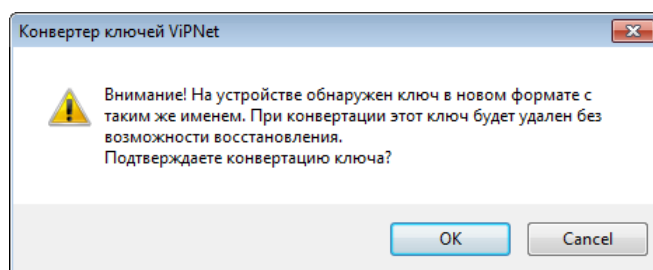 Конвертер ключей ViPNet
Внимание! На устройстве обнаружен ключ в новом формате с
таким же именем. При конвертации этот ключ будет удален без
возможности восстановления.
Подтверждаете конвертацию ключа?
OK
Cancel